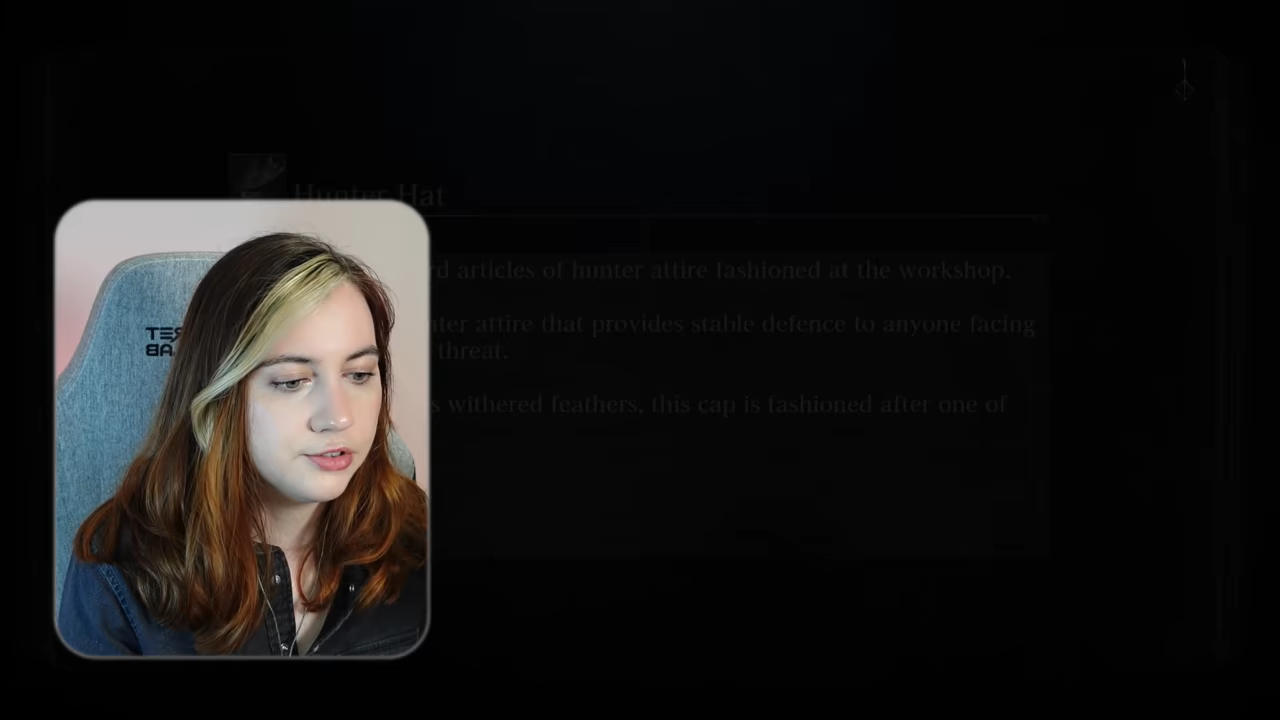 Hunter Hat
articles of hunter attire fashioned at the workshop.
attire that provides stable defence to anyone facing
threat.
withered feathers, this cap is fashioned after one of